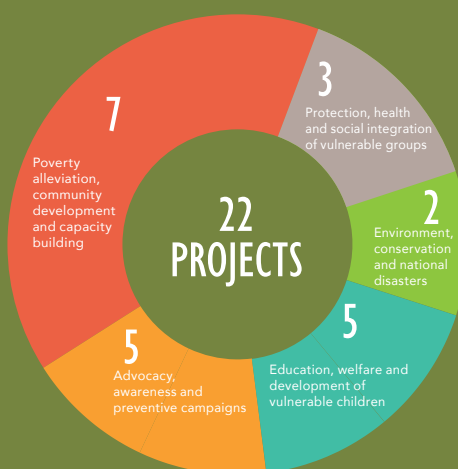 7
Poverty
alleviation,
community
development
and capacity
building
3
Protection, health
and social integration
of vulnerable groups
2
Environment,
conservation
and national
disasters
22
PROJECTS
5
Education, welfare and
development of
vulnerable children
5
Advocacy,
awareness and
preventive campaigns